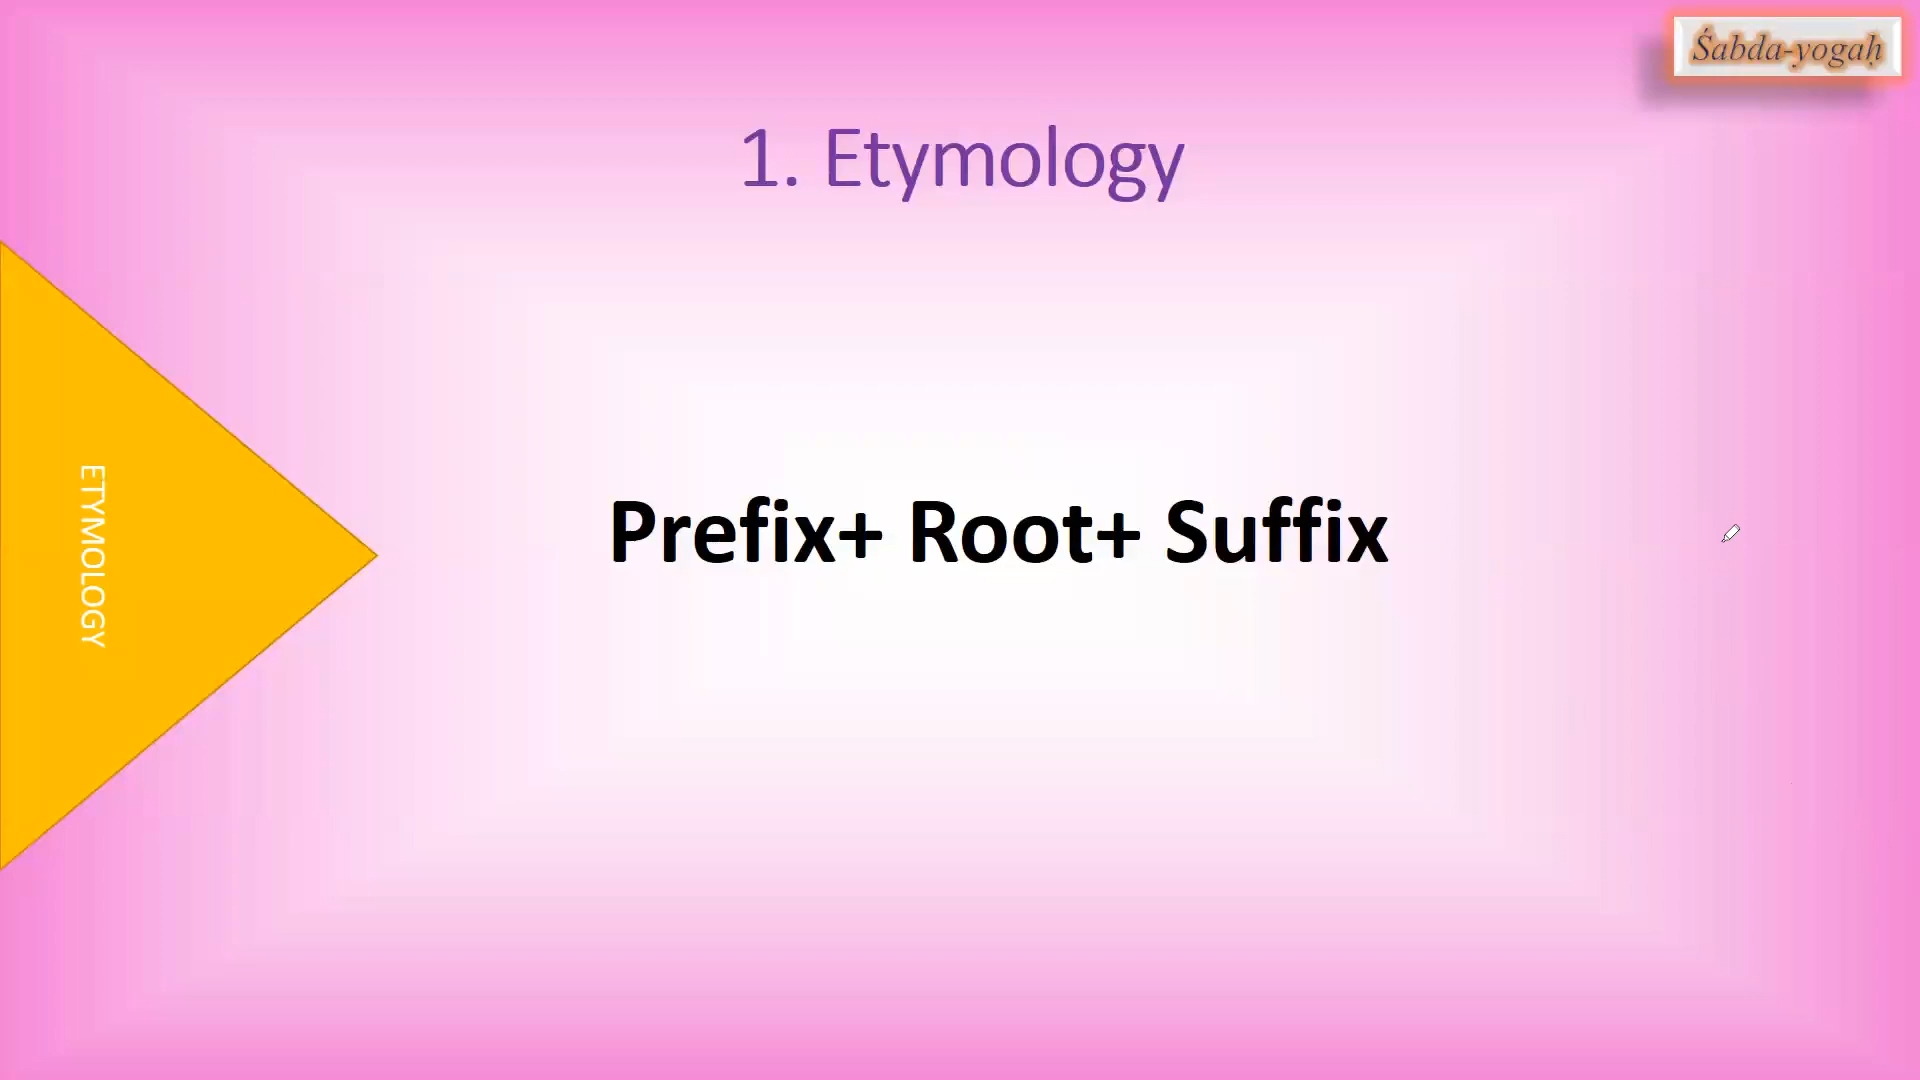 Śabda-yogaḥ
1. Etymology
ETYMOLOGY
Prefix+ Root+ Suffix